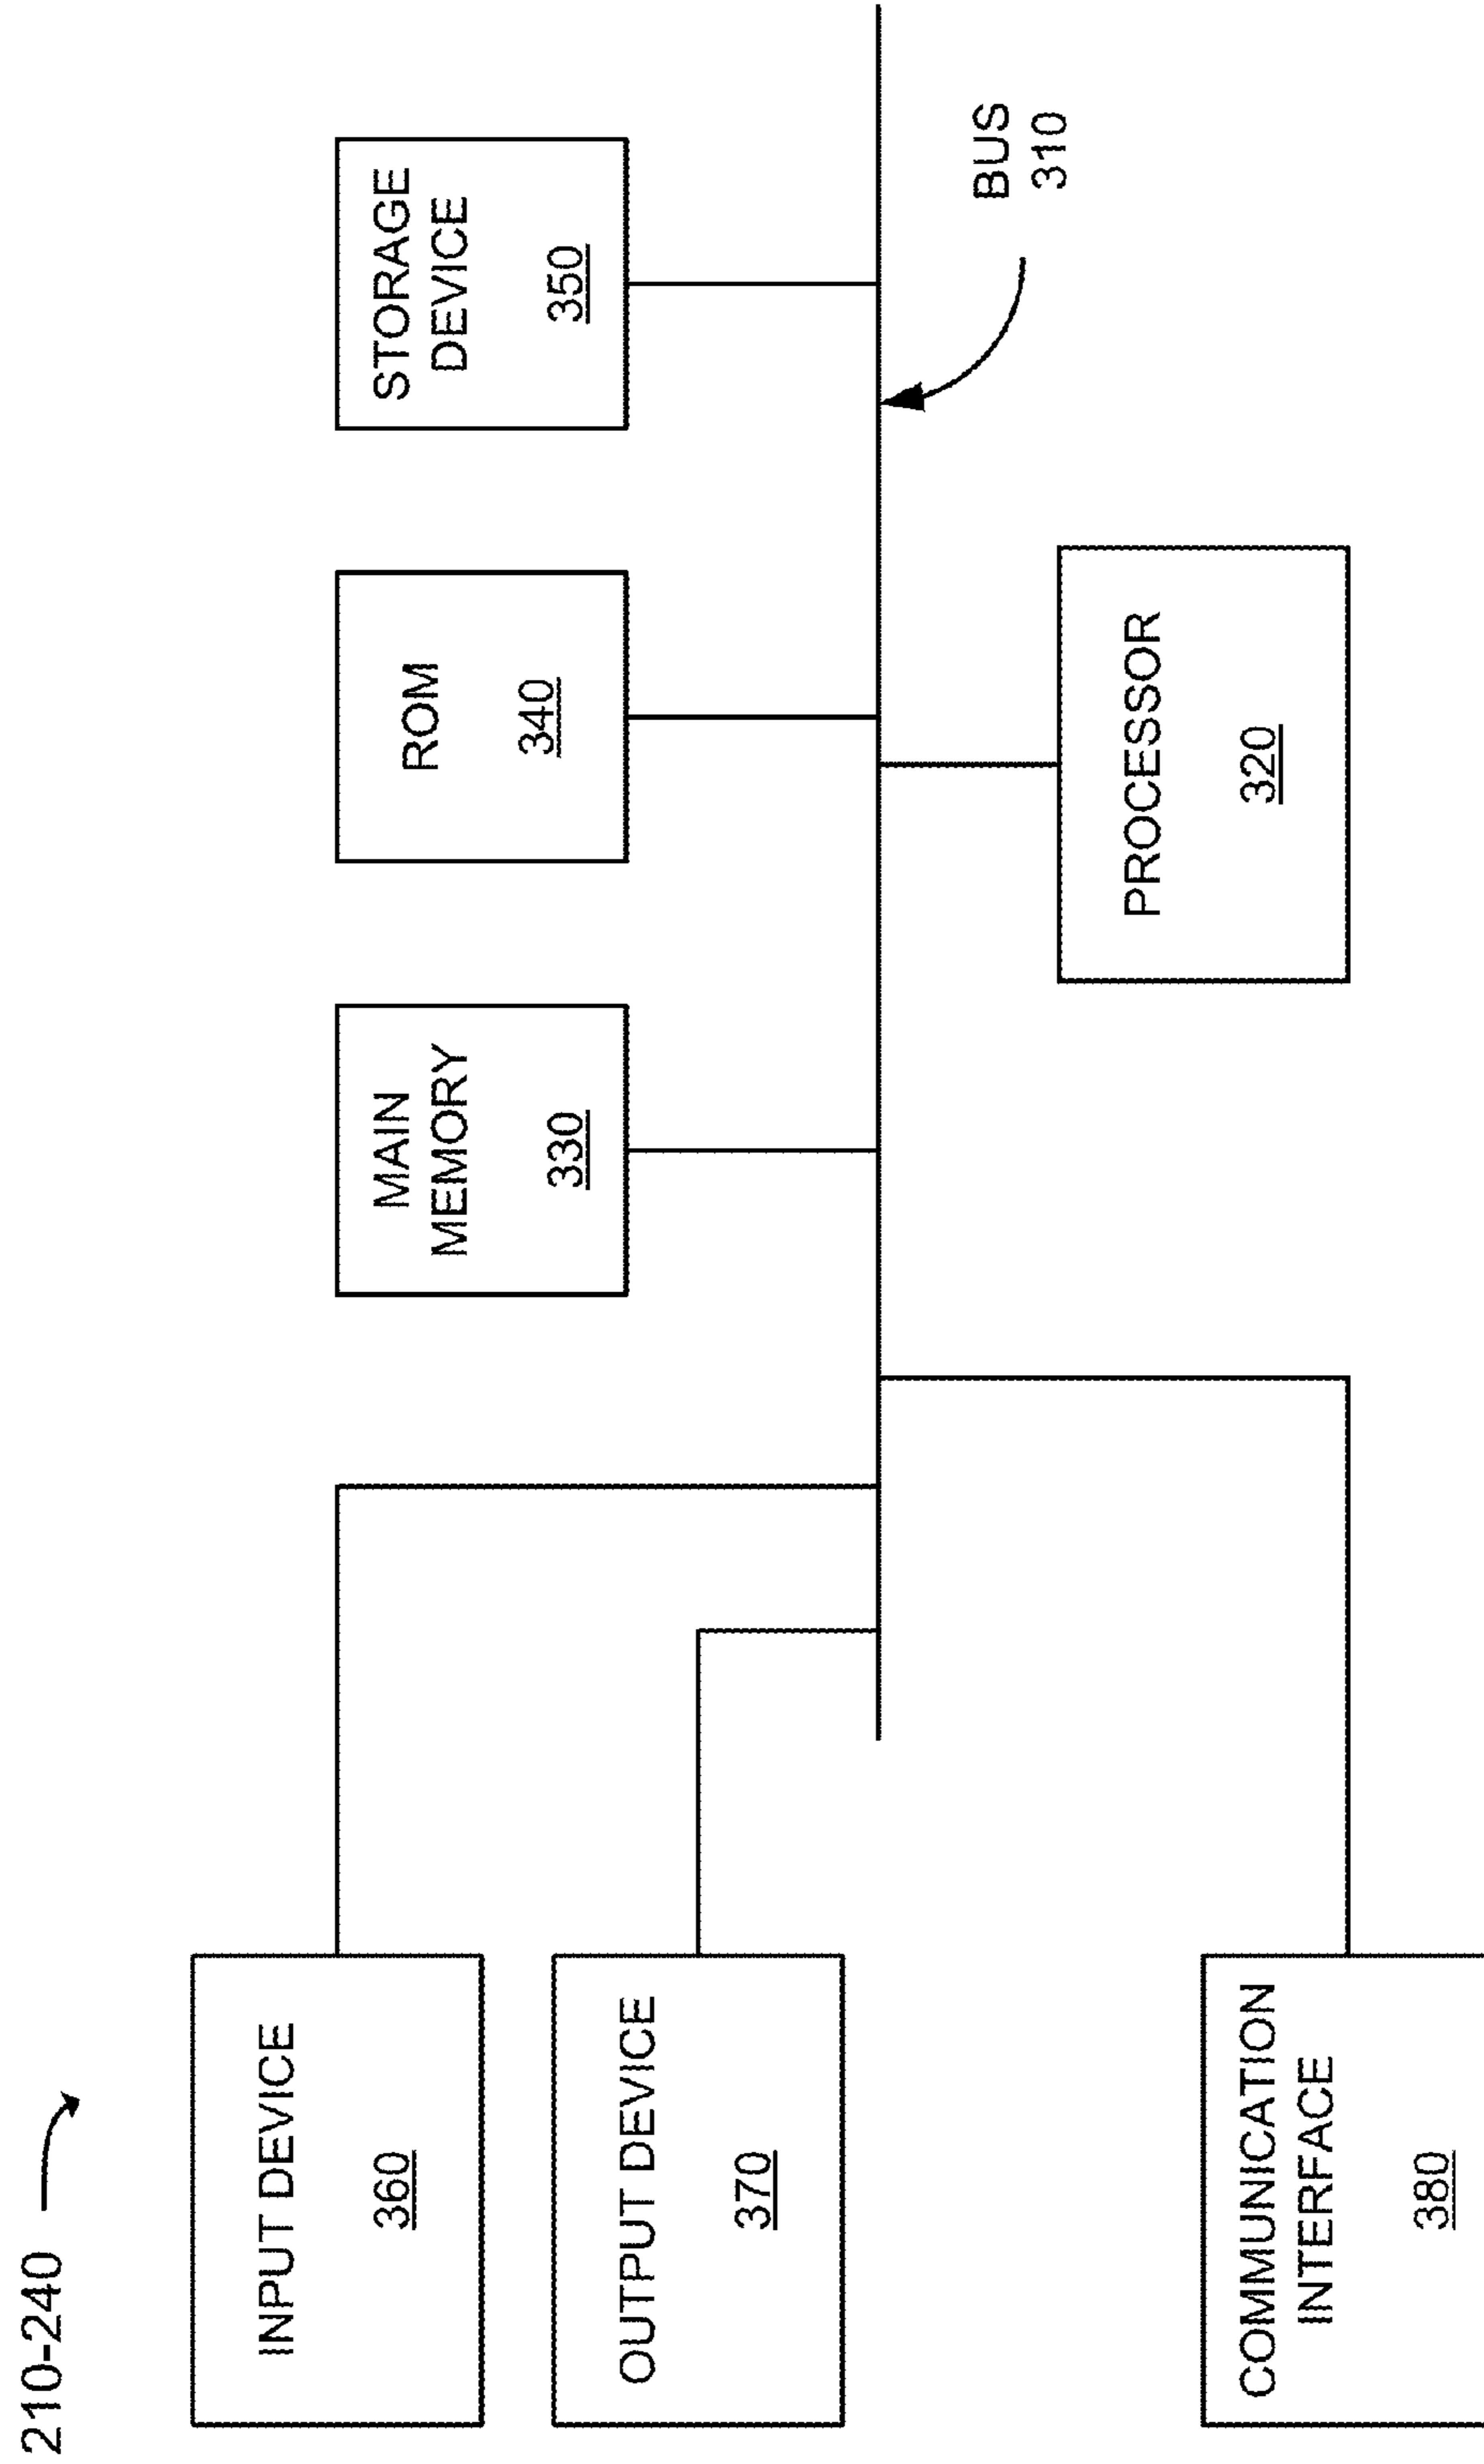 210-240
INPUT DEVICE
360
OUTPUT DEVICE
370
COMMUNICATION
INTERFACE
380
MAIN
MEMORY
330
ROM
340
STORAGE
DEVICE
350
PROCESSOR
320
BUS
310